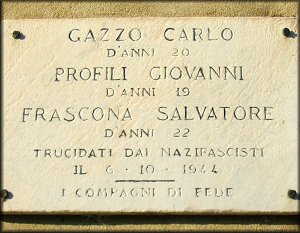 GAZZO CARLO
D'ANNI 20
PROFILI GIOVANNI
D'ANNI 19
FRASCONA SALVATORE
D'ANNI 22
TRUCIDATI DAI NAZIFASCISTI
IL 6 · 10 · 1944
I COMPAGNI DI FEDE